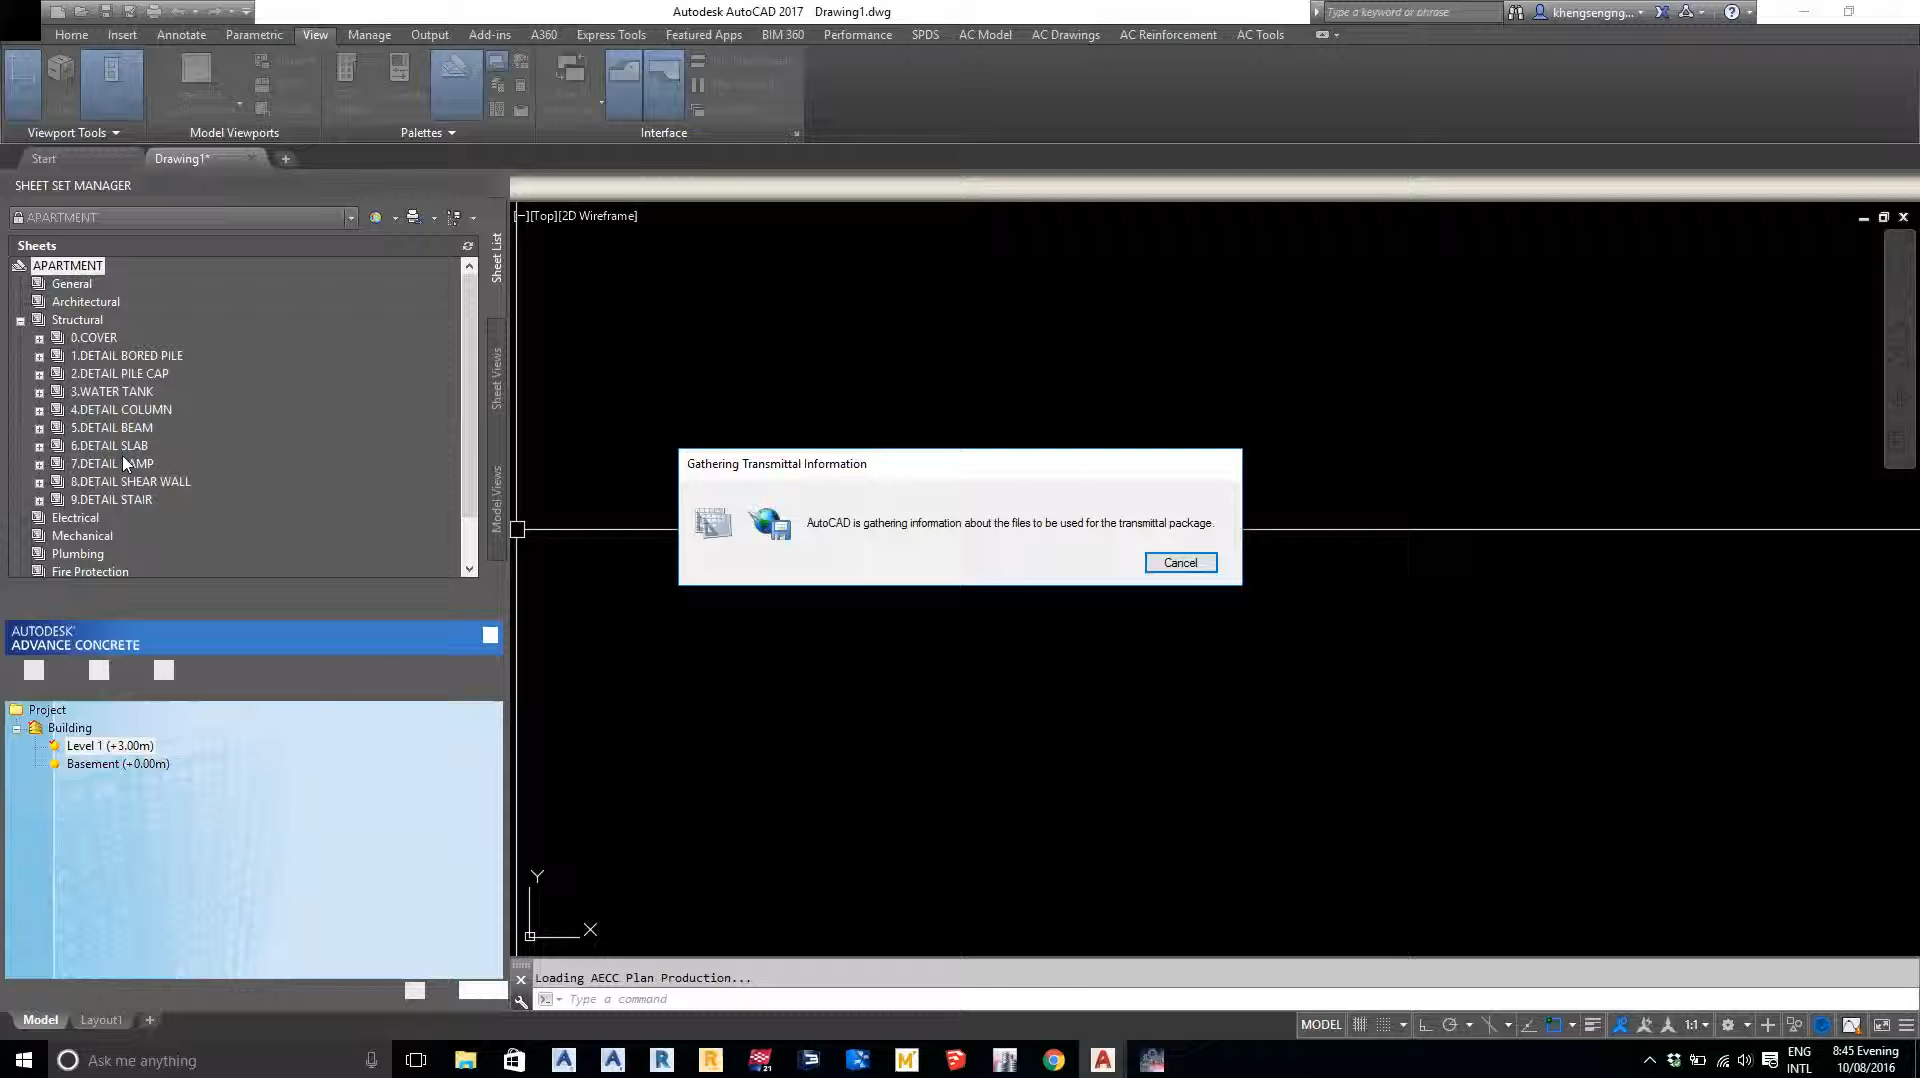 Autodesk AutoCAD 2017 Drawing1.dwg
Type a keyword or phrase
khengsengng...
Home Insert Annotate Parametric View Manage Output Add-ins A360 Express Tools Featured Apps BIM 360 Performance SPDS AC Model AC Drawings AC Reinforcement AC Tools
Viewport Tools Model Viewports Palettes Interface
Start Drawing1*
SHEET SET MANAGER
APARTMENT
Sheets
APARTMENT
General
Architectural
Structural
0.COVER
1.DETAIL BORED PILE
2.DETAIL PILE CAP
3.WATER TANK
4.DETAIL COLUMN
5.DETAIL BEAM
6.DETAIL SLAB
7.DETAIL AMP
8.DETAIL SHEAR WALL
9.DETAIL STAIR
Electrical
Mechanical
Plumbing
Fire Protection
Sheet List
Sheet Views
Model Views
[−][Top][2D Wireframe]
Gathering Transmittal Information
AutoCAD is gathering information about the files to be used for the transmittal package.
Cancel
AUTODESK'
ADVANCE CONCRETE
Project
Building
Level 1 (+3.00m)
Basement (+0.00m)
Y
X
Loading AECC Plan Production...
Type a command
Model Layout1
MODEL 1:1
Ask me anything
21
ENG
INTL
8:45 Evening
10/08/2016